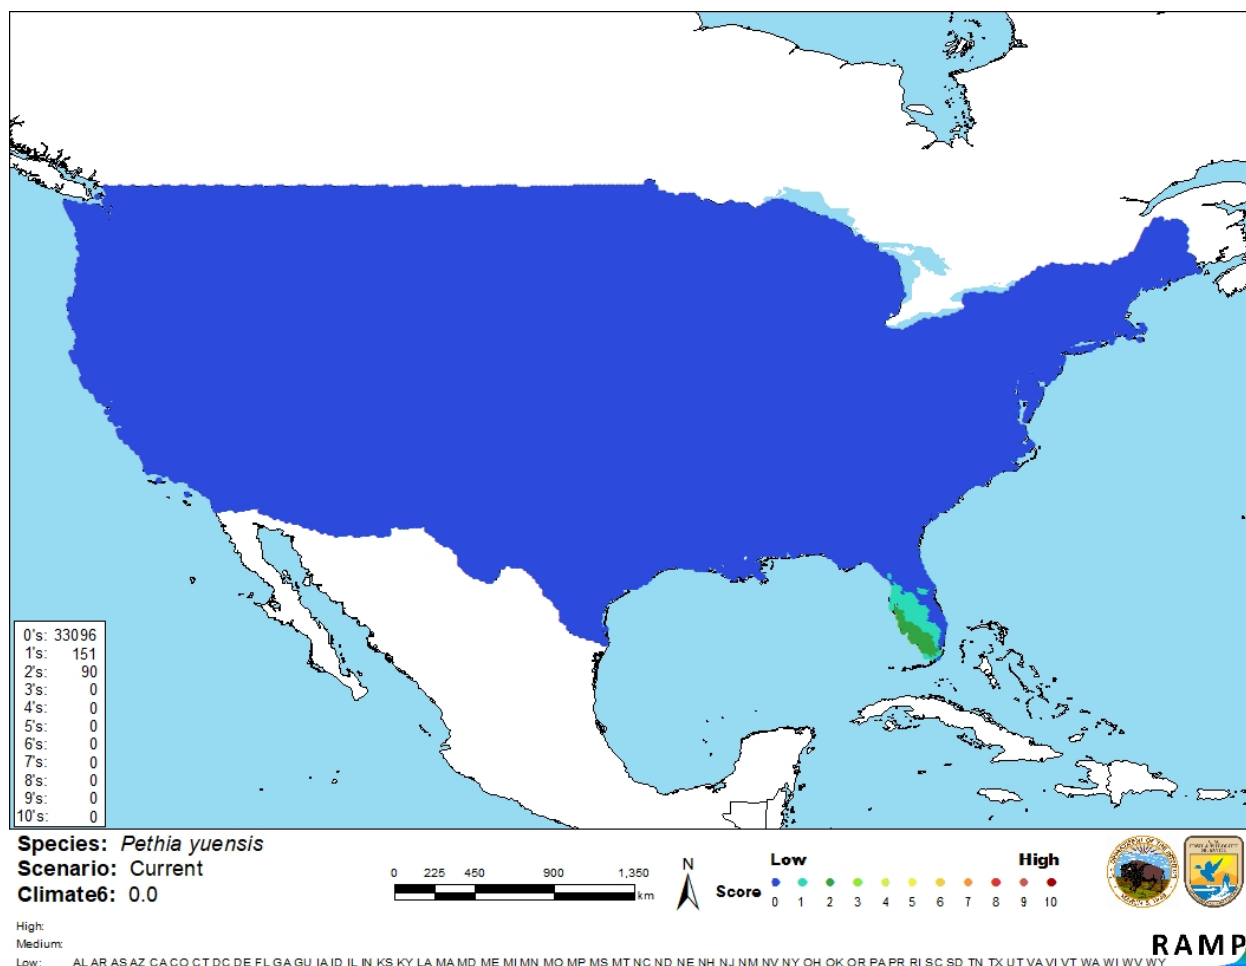 0's: 33096
1's: 151
2's: 90
3's: 0
4's: 0
5's: 0
6's: 0
7's: 0
8's: 0
9's: 0
10's: 0
Species: Pethia yuensis
Scenario: Current
Climate6: 0.0
0 225 450 900 1,350
km
N
Low High
Score
0 1 2 3 4 5 6 7 8 9 10
High:
Medium:
Low: AL AR AS AZ CA CO CT DC DE FL GA GU IA ID IL IN KS KY LA MA MD ME MI MN MO MP MS MT NC ND NE NH NJ NM NV NY OH OK OR PA PR RI SC SD TN TX UT VA VI VT WA WI WV WY
RAMP